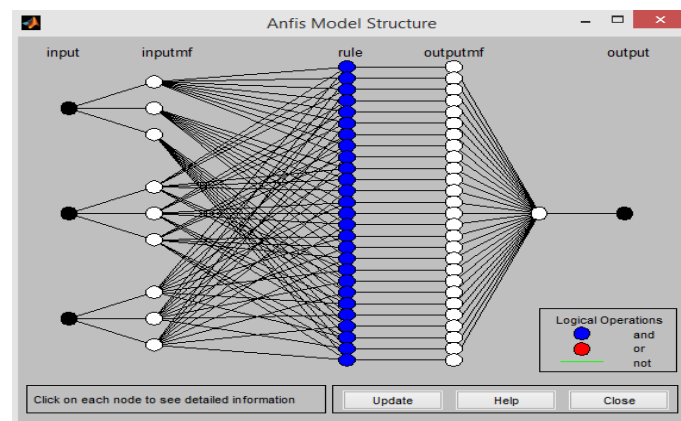 Anfis Model Structure
input inputmf rule outputmf output
Logical Operations
and
or
not
Click on each node to see detailed information
Update Help Close